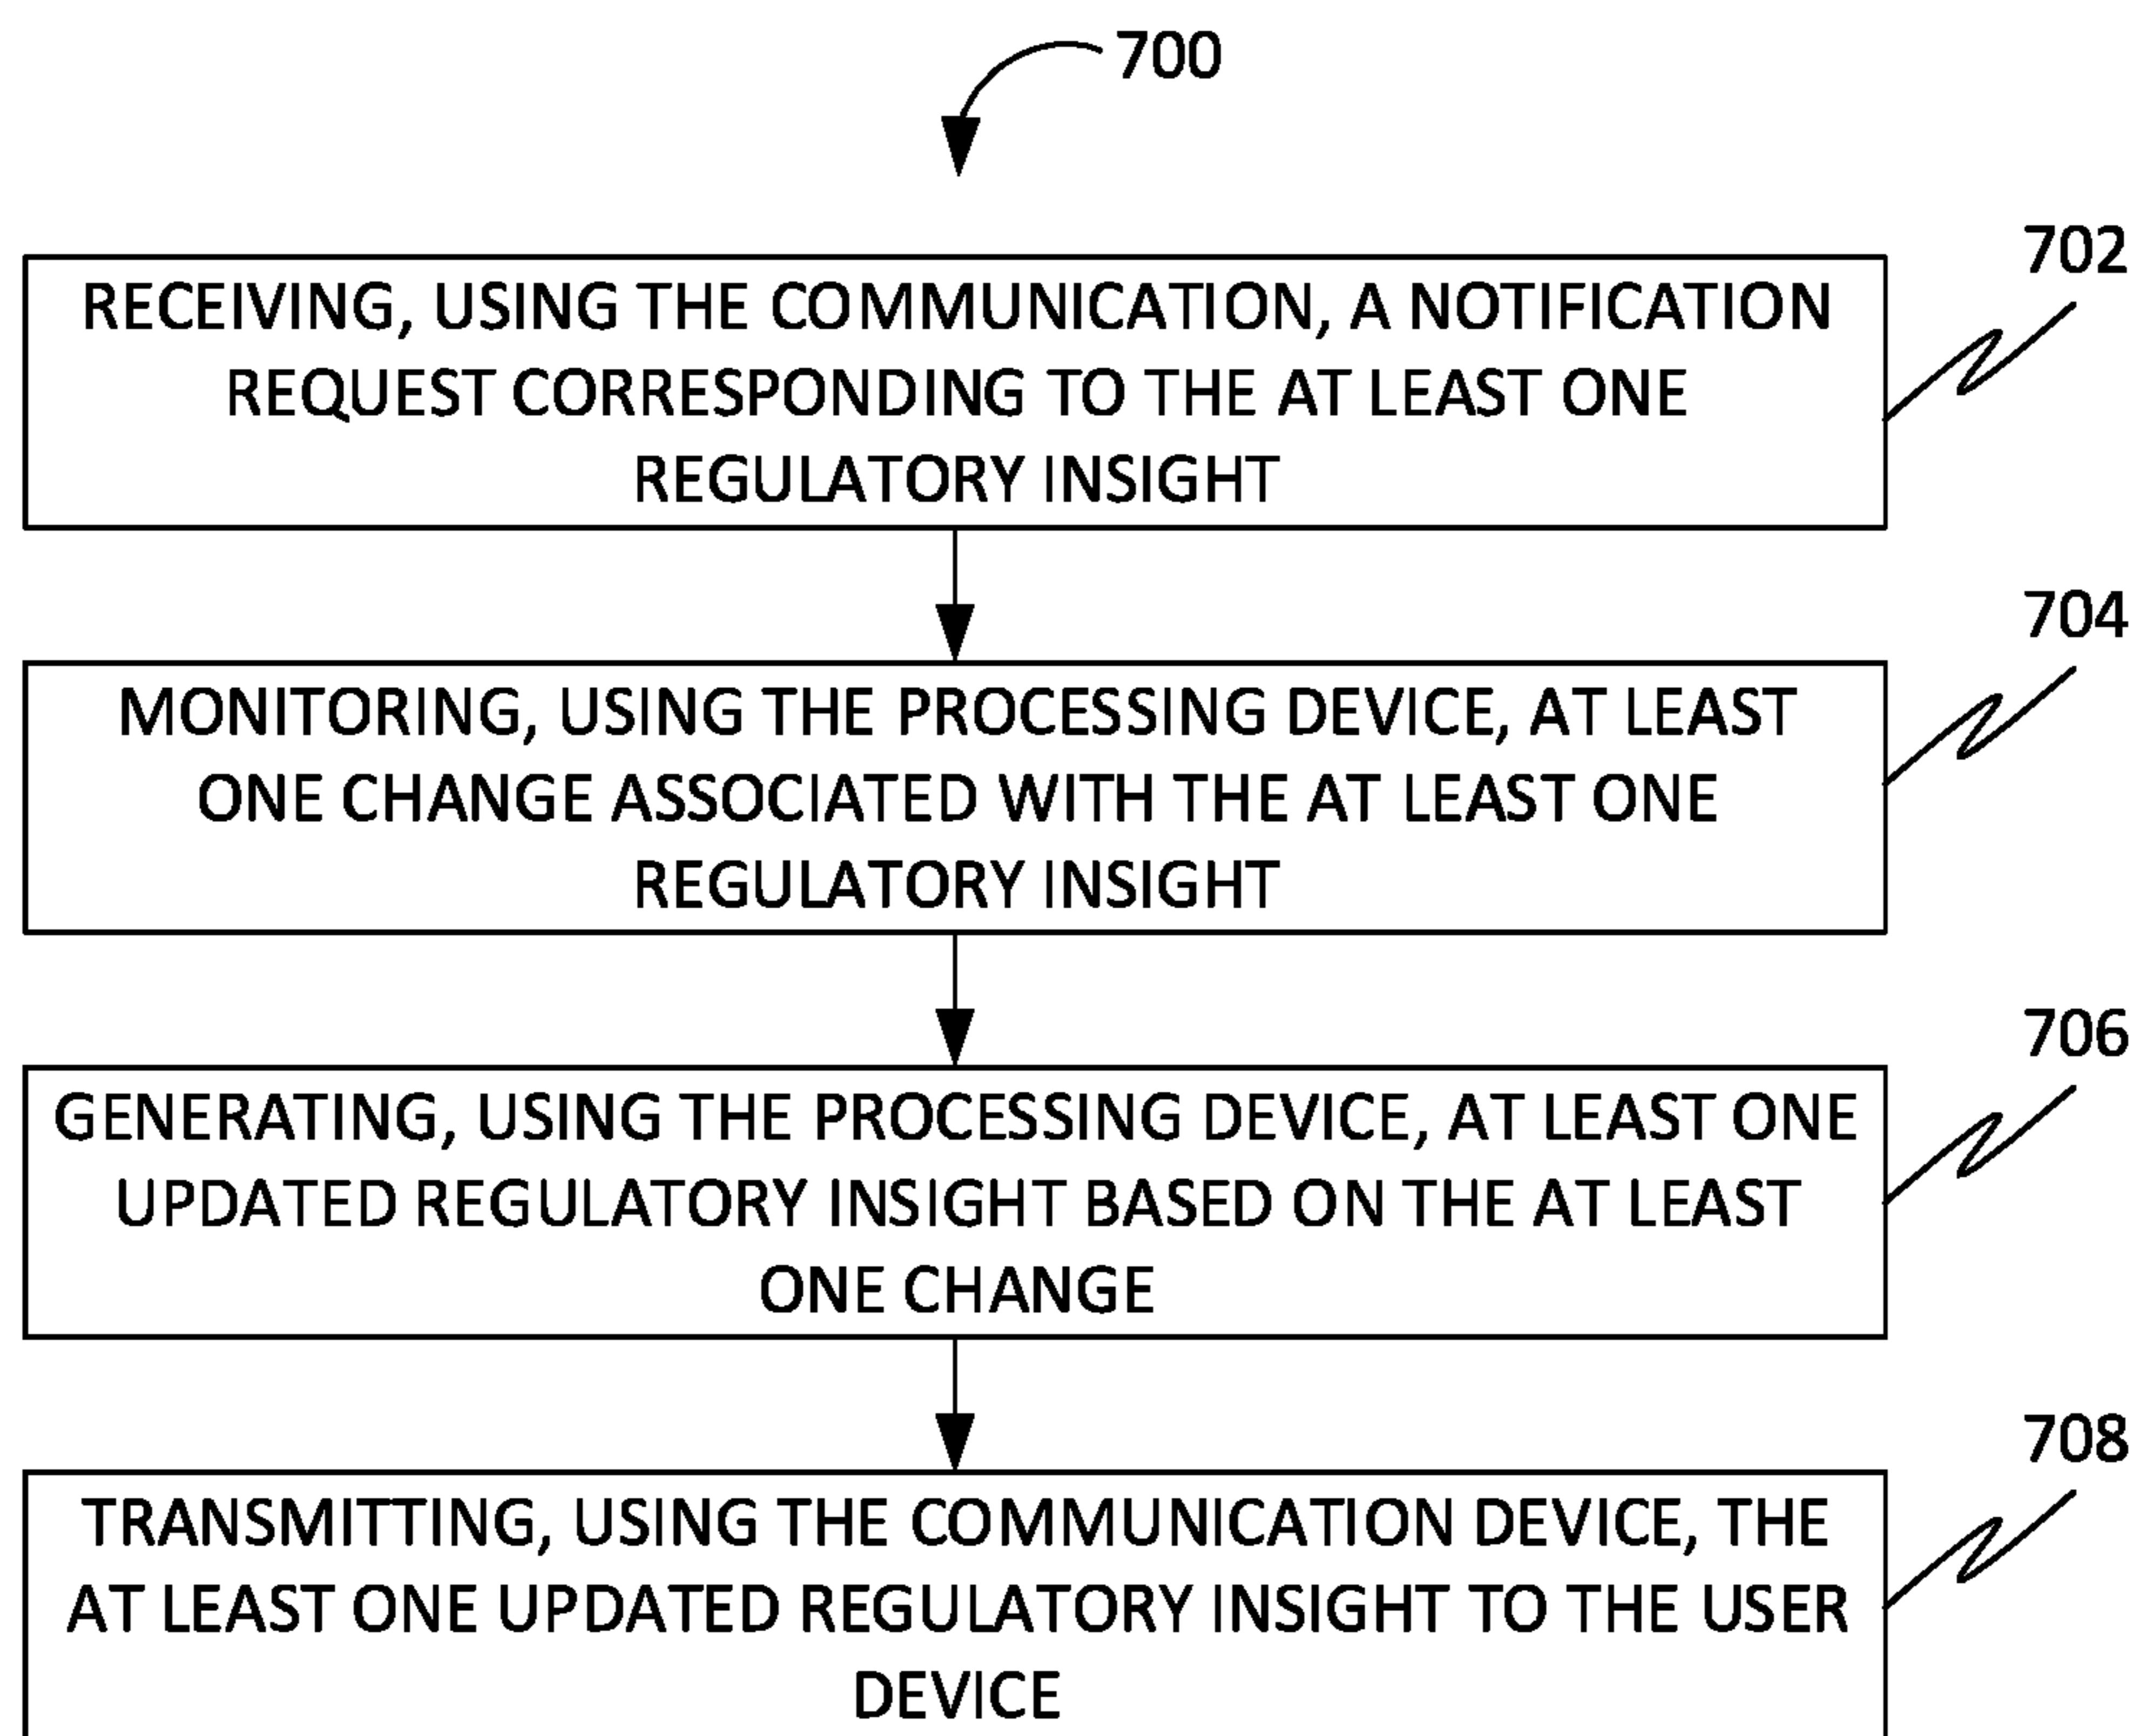 700
702
RECEIVING, USING THE COMMUNICATION, A NOTIFICATION
REQUEST CORRESPONDING TO THE AT LEAST ONE
REGULATORY INSIGHT
704
MONITORING, USING THE PROCESSING DEVICE, AT LEAST
ONE CHANGE ASSOCIATED WITH THE AT LEAST ONE
REGULATORY INSIGHT
706
GENERATING, USING THE PROCESSING DEVICE, AT LEAST ONE
UPDATED REGULATORY INSIGHT BASED ON THE AT LEAST
ONE CHANGE
708
TRANSMITTING, USING THE COMMUNICATION DEVICE, THE
AT LEAST ONE UPDATED REGULATORY INSIGHT TO THE USER
DEVICE